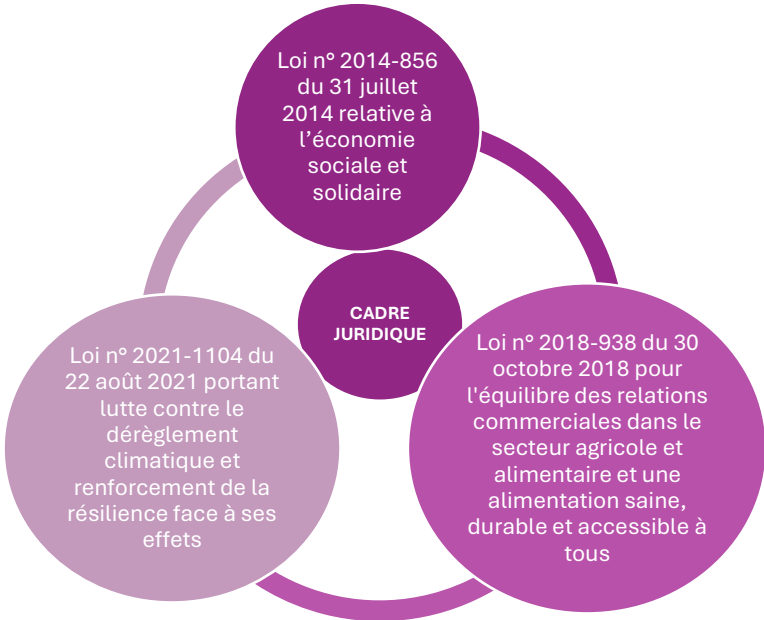 Loi n° 2014-856
du 31 juillet
2014 relative à
l’économie
sociale et
solidaire
CADRE
JURIDIQUE
Loi n° 2021-1104 du
22 août 2021 portant
lutte contre le
dérèglement
climatique et
renforcement de la
résilience face à ses
effets
Loi n° 2018-938 du 30
octobre 2018 pour
l'équilibre des relations
commerciales dans le
secteur agricole et
alimentaire et une
alimentation saine,
durable et accessible à
tous